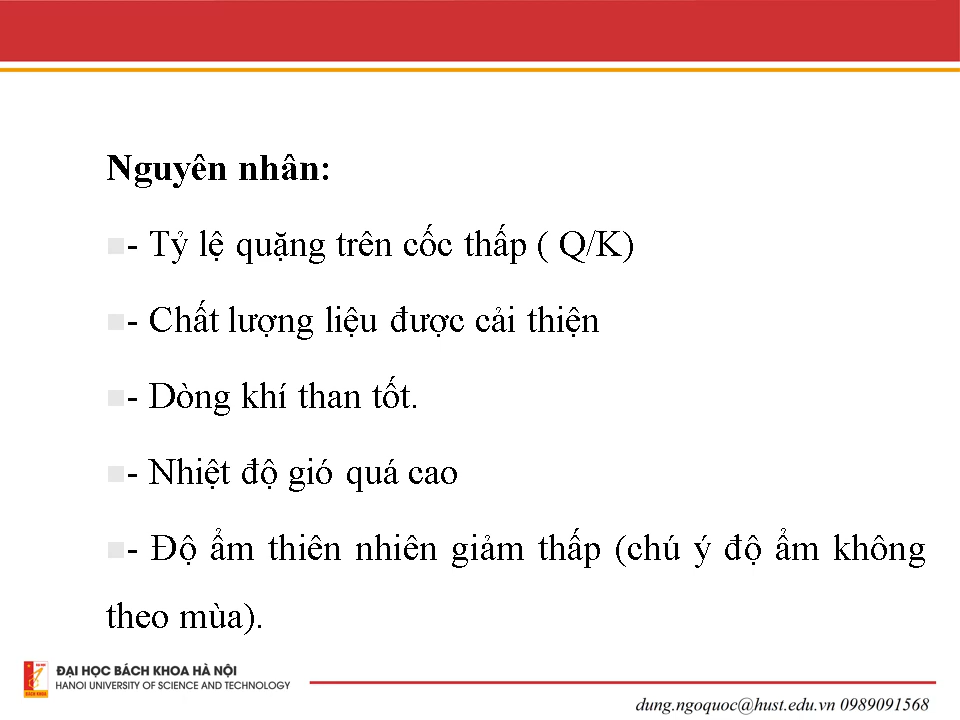 Nguyên nhân:
- Tỷ lệ quặng trên cốc thấp ( Q/K)
- Chất lượng liệu được cải thiện
- Dòng khí than tốt.
- Nhiệt độ gió quá cao
- Độ ẩm thiên nhiên giảm thấp (chú ý độ ẩm không
theo mùa).
ĐẠI HỌC BÁCH KHOA HÀ NỘI
HANOI UNIVERSITY OF SCIENCE AND TECHNOLOGY
dung.ngoquoc@hust.edu.vn 0989091568